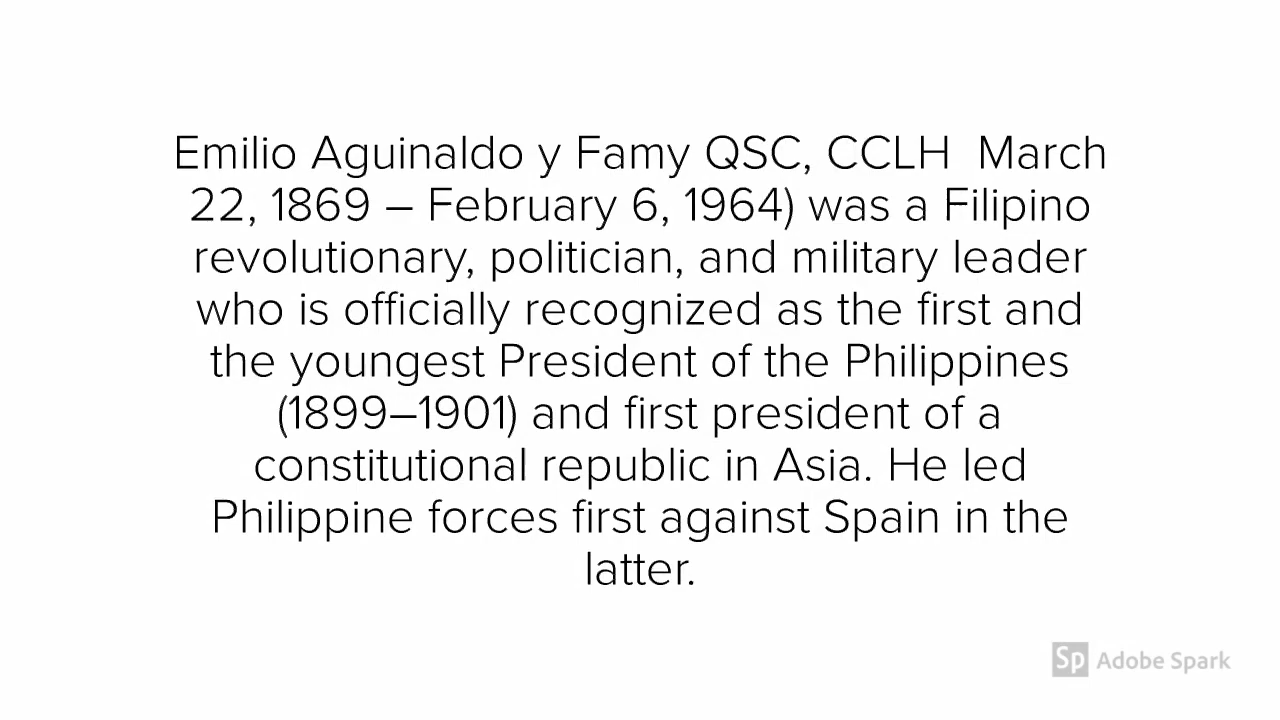 Emilio Aguinaldo y Famy QSC, CCLH  March
22, 1869 – February 6, 1964) was a Filipino
revolutionary, politician, and military leader
who is officially recognized as the first and
the youngest President of the Philippines
(1899–1901) and first president of a
constitutional republic in Asia. He led
Philippine forces first against Spain in the
latter.
Sp Adobe Spark